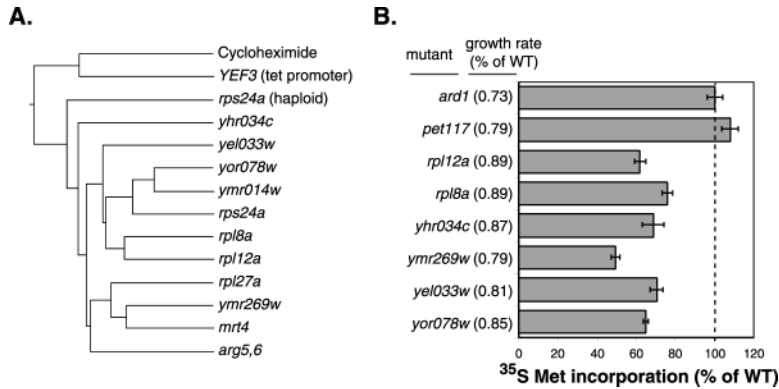 A.
Cycloheximide
YEF3 (tet promoter)
rps24a (haploid)
yhr034c
yel033w
yor078w
ymr014w
rps24a
rpl8a
rpl12a
rpl27a
ymr269w
mrt4
arg5,6
B.
mutant growth rate
(% of WT)
ard1 (0.73)
pet117 (0.79)
rpl12a (0.89)
rpl8a (0.89)
yhr034c (0.87)
ymr269w (0.79)
yel033w (0.81)
yor078w (0.85)
0 20 40 60 80 100 120
35S Met incorporation (% of WT)